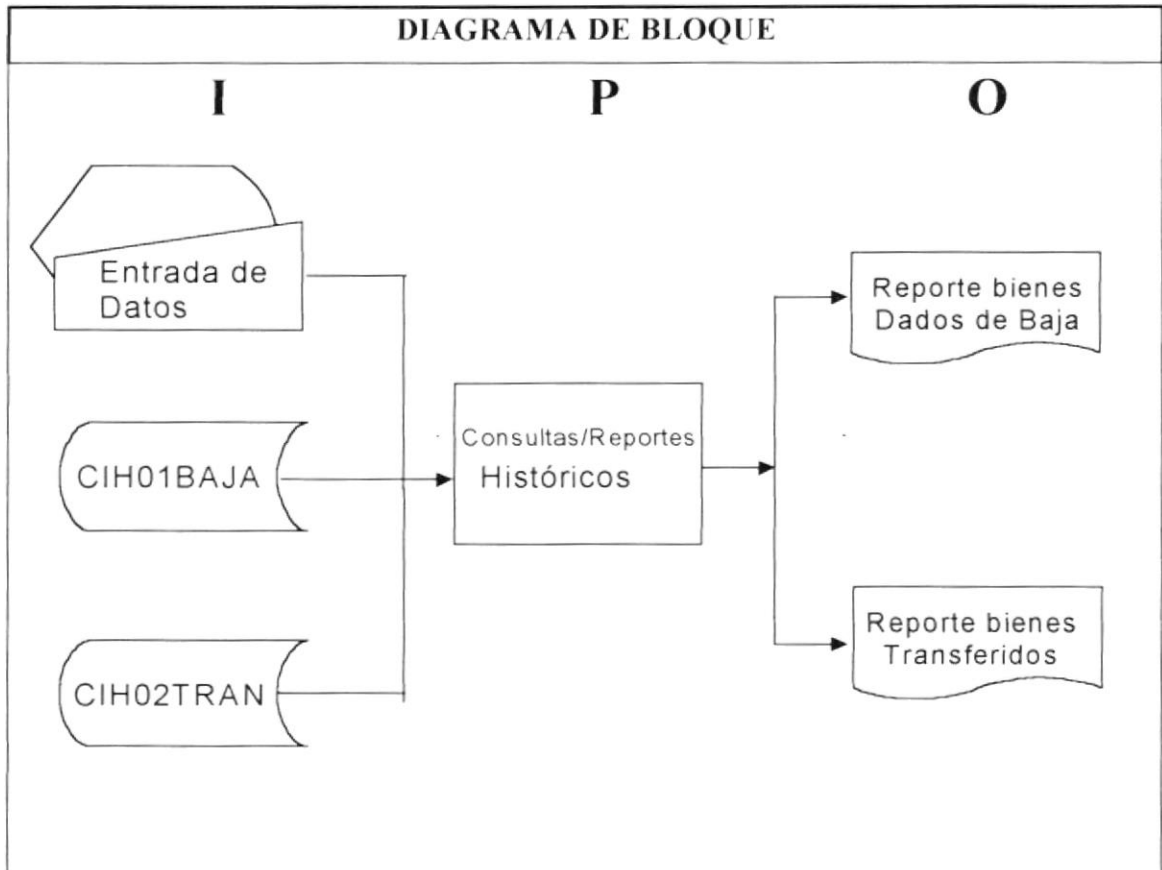 DIAGRAMA DE BLOQUE
I
P
O
Entrada de
Datos
CIH01BAJA
CIH02TRAN
Consultas/Reportes
Históricos
Reporte bienes
Dados de Baja
Reporte bienes
Transferidos